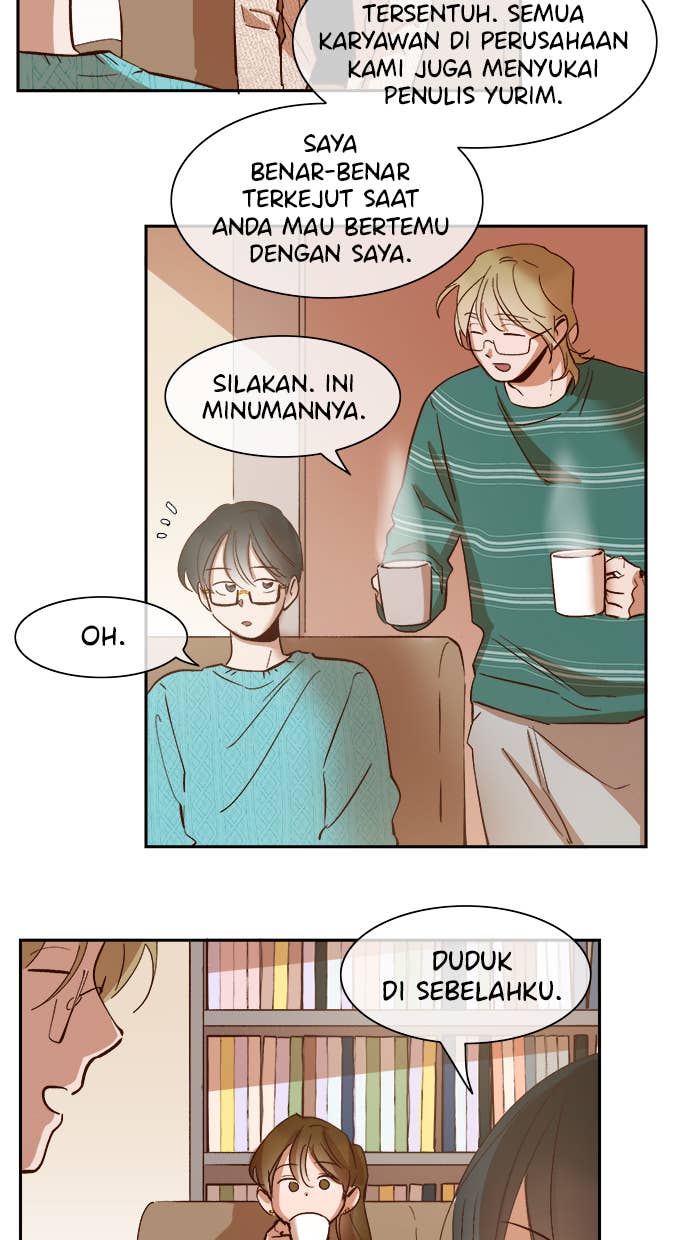 TERSENTUH. SEMUA
KARYAWAN DI PERUSAHAAN
KAMI JUGA MENYUKAI
PENULIS YURIM.
SAYA
BENAR-BENAR
TERKEJUT SAAT
ANDA MAU BERTEMU
DENGAN SAYA.
SILAKAN. INI
MINUMANNYA.
OH.
DUDUK
DI SEBELAHKU.